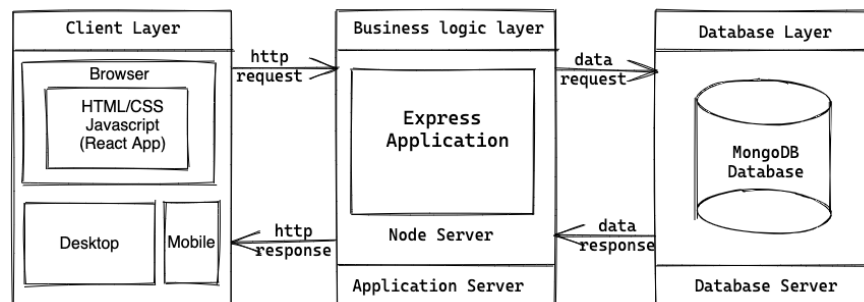 Client Layer
Browser
HTML/CSS
Javascript
(React App)
Desktop
Mobile
http
request
http
response
Business logic layer
Express
Application
Node Server
Application Server
data
request
data
response
Database Layer
MongoDB
Database
Database Server